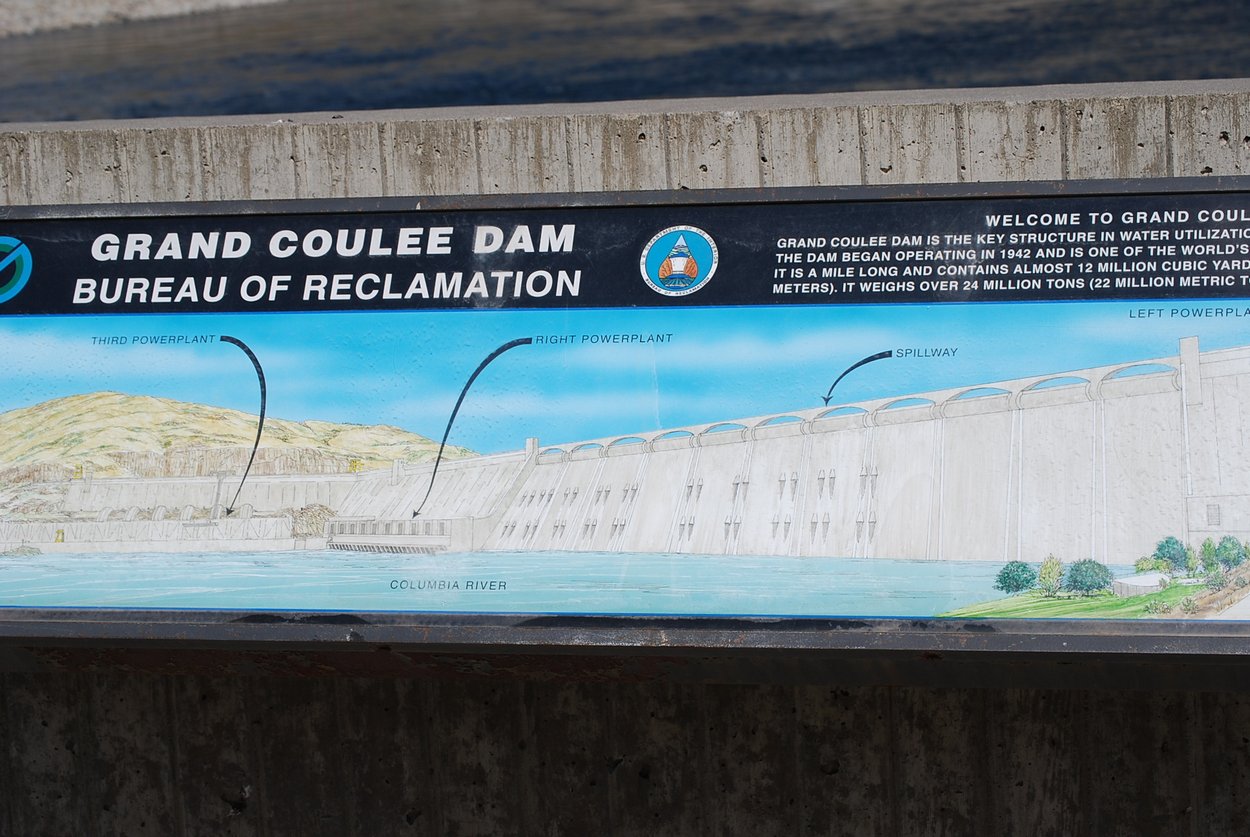 GRAND COULEE DAM
BUREAU OF RECLAMATION
WELCOME TO GRAND COUL
GRAND COULEE DAM IS THE KEY STRUCTURE IN WATER UTILIZATIO
THE DAM BEGAN OPERATING IN 1942 AND IS ONE OF THE WORLD'S
IT IS A MILE LONG AND CONTAINS ALMOST 12 MILLION CUBIC YARD
METERS). IT WEIGHS OVER 24 MILLION TONS (22 MILLION METRIC T
LEFT POWERPLA
THIRD POWERPLANT
RIGHT POWERPLANT
SPILLWAY
COLUMBIA RIVER